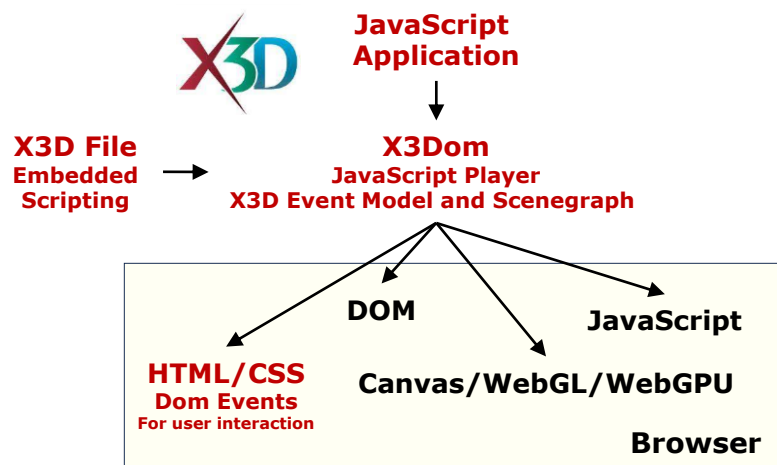 X3D
JavaScript
Application
X3D File
Embedded
Scripting
X3Dom
JavaScript Player
X3D Event Model and Scenegraph
DOM
JavaScript
HTML/CSS
Dom Events
For user interaction
Canvas/WebGL/WebGPU
Browser